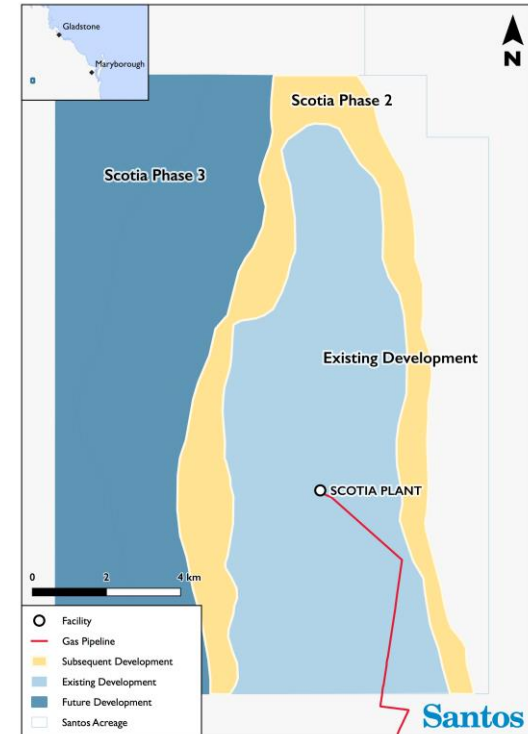 Gladstone
Maryborough
N
Scotia Phase 2
Scotia Phase 3
Existing Development
SCOTIA PLANT
0 2 4 km
Facility
Gas Pipeline
Subsequent Development
Existing Development
Future Development
Santos Acreage
Santos